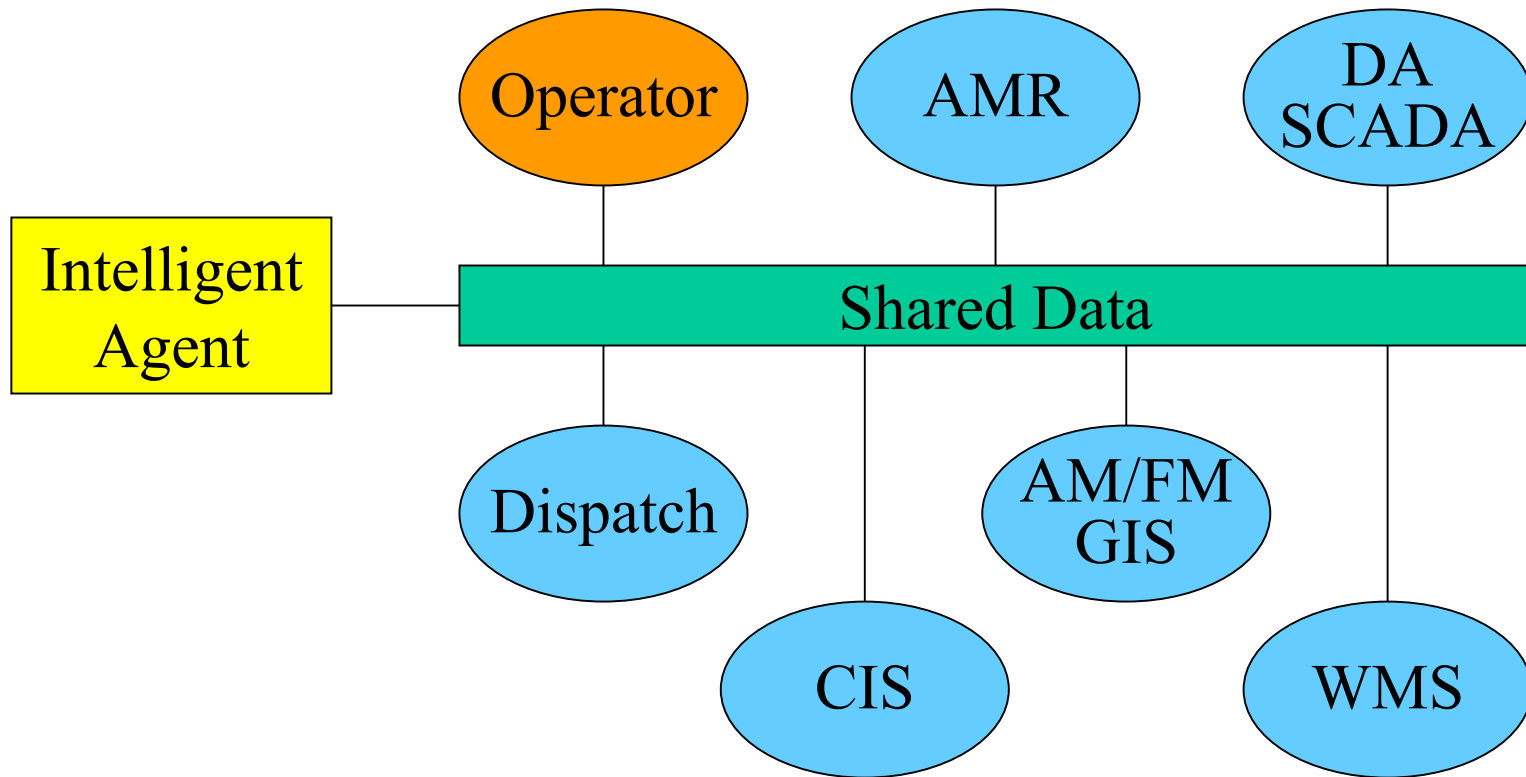 Operator
AMR
DA
SCADA
Intelligent
Agent
Shared Data
Dispatch
AM/FM
GIS
CIS
WMS